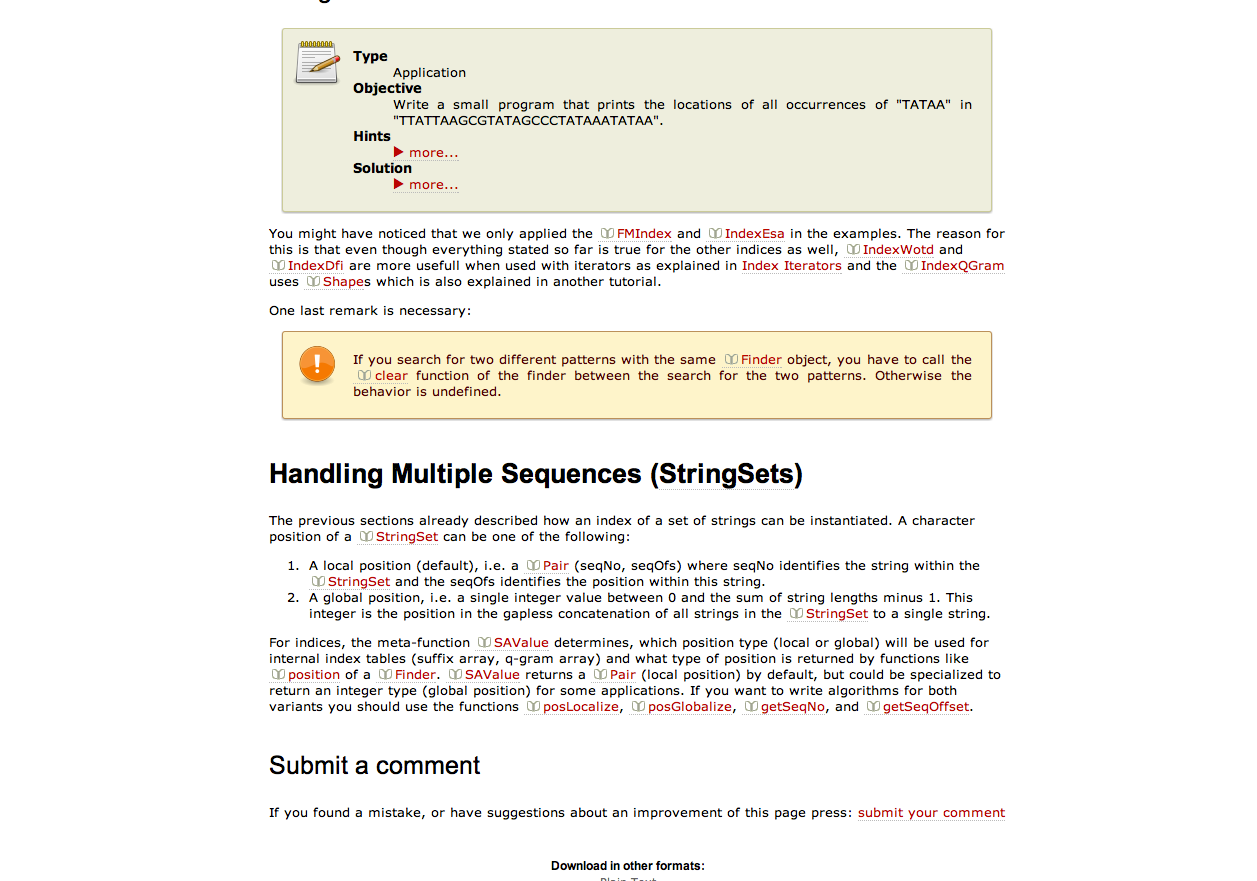 Type
Application
Objective
Write a small program that prints the locations of all occurrences of "TATAA" in
"TTATTAAGCGTATAGCCCTATAAATATAA".
Hints
more...
Solution
more...
You might have noticed that we only applied the FMIndex and IndexEsa in the examples. The reason for
this is that even though everything stated so far is true for the other indices as well, IndexWotd and
IndexDfi are more usefull when used with iterators as explained in Index Iterators and the IndexQGram
uses Shapes which is also explained in another tutorial.
One last remark is necessary:
If you search for two different patterns with the same Finder object, you have to call the
clear function of the finder between the search for the two patterns. Otherwise the
behavior is undefined.
Handling Multiple Sequences (StringSets)
The previous sections already described how an index of a set of strings can be instantiated. A character
position of a StringSet can be one of the following:
1. A local position (default), i.e. a Pair (seqNo, seqOfs) where seqNo identifies the string within the
StringSet and the seqOfs identifies the position within this string.
2. A global position, i.e. a single integer value between 0 and the sum of string lengths minus 1. This
integer is the position in the gapless concatenation of all strings in the StringSet to a single string.
For indices, the meta-function SAValue determines, which position type (local or global) will be used for
internal index tables (suffix array, q-gram array) and what type of position is returned by functions like
position of a Finder. SAValue returns a Pair (local position) by default, but could be specialized to
return an integer type (global position) for some applications. If you want to write algorithms for both
variants you should use the functions posLocalize, posGlobalize, getSeqNo, and getSeqOffset.
Submit a comment
If you found a mistake, or have suggestions about an improvement of this page press: submit your comment
Download in other formats:
Plain Text